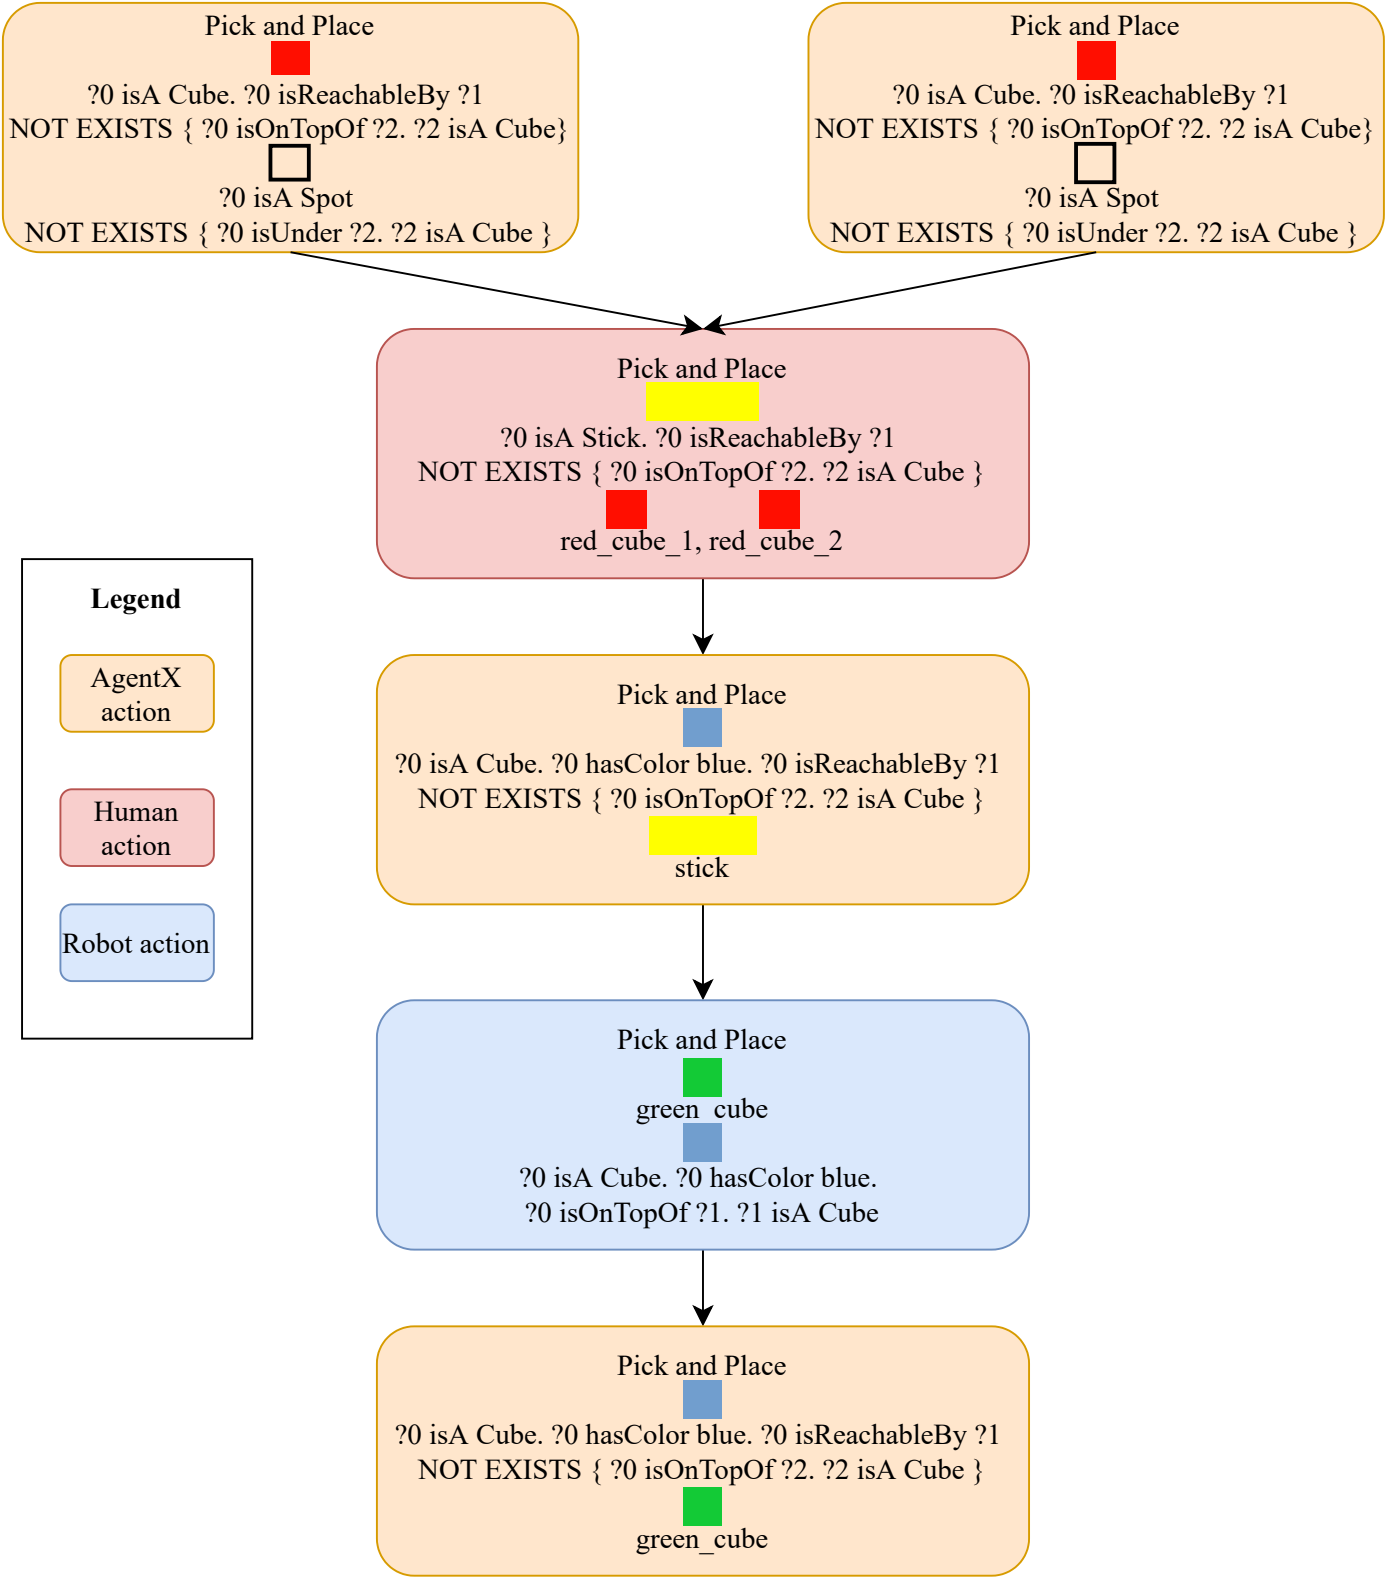 Pick and Place
?0 isA Cube. ?0 isReachableBy ?1
NOT EXISTS { ?0 isOnTopOf ?2. ?2 isA Cube}
?0 isA Spot
NOT EXISTS { ?0 isUnder ?2. ?2 isA Cube }
Pick and Place
?0 isA Cube. ?0 isReachableBy ?1
NOT EXISTS { ?0 isOnTopOf ?2. ?2 isA Cube}
?0 isA Spot
NOT EXISTS { ?0 isUnder ?2. ?2 isA Cube }
Pick and Place
?0 isA Stick. ?0 isReachableBy ?1
NOT EXISTS { ?0 isOnTopOf ?2. ?2 isA Cube }
red_cube_1, red_cube_2
Legend
AgentX
action
Human
action
Robot action
Pick and Place
?0 isA Cube. ?0 hasColor blue. ?0 isReachableBy ?1
NOT EXISTS { ?0 isOnTopOf ?2. ?2 isA Cube }
stick
Pick and Place
green_cube
?0 isA Cube. ?0 hasColor blue.
?0 isOnTopOf ?1. ?1 isA Cube
Pick and Place
?0 isA Cube. ?0 hasColor blue. ?0 isReachableBy ?1
NOT EXISTS { ?0 isOnTopOf ?2. ?2 isA Cube }
green_cube